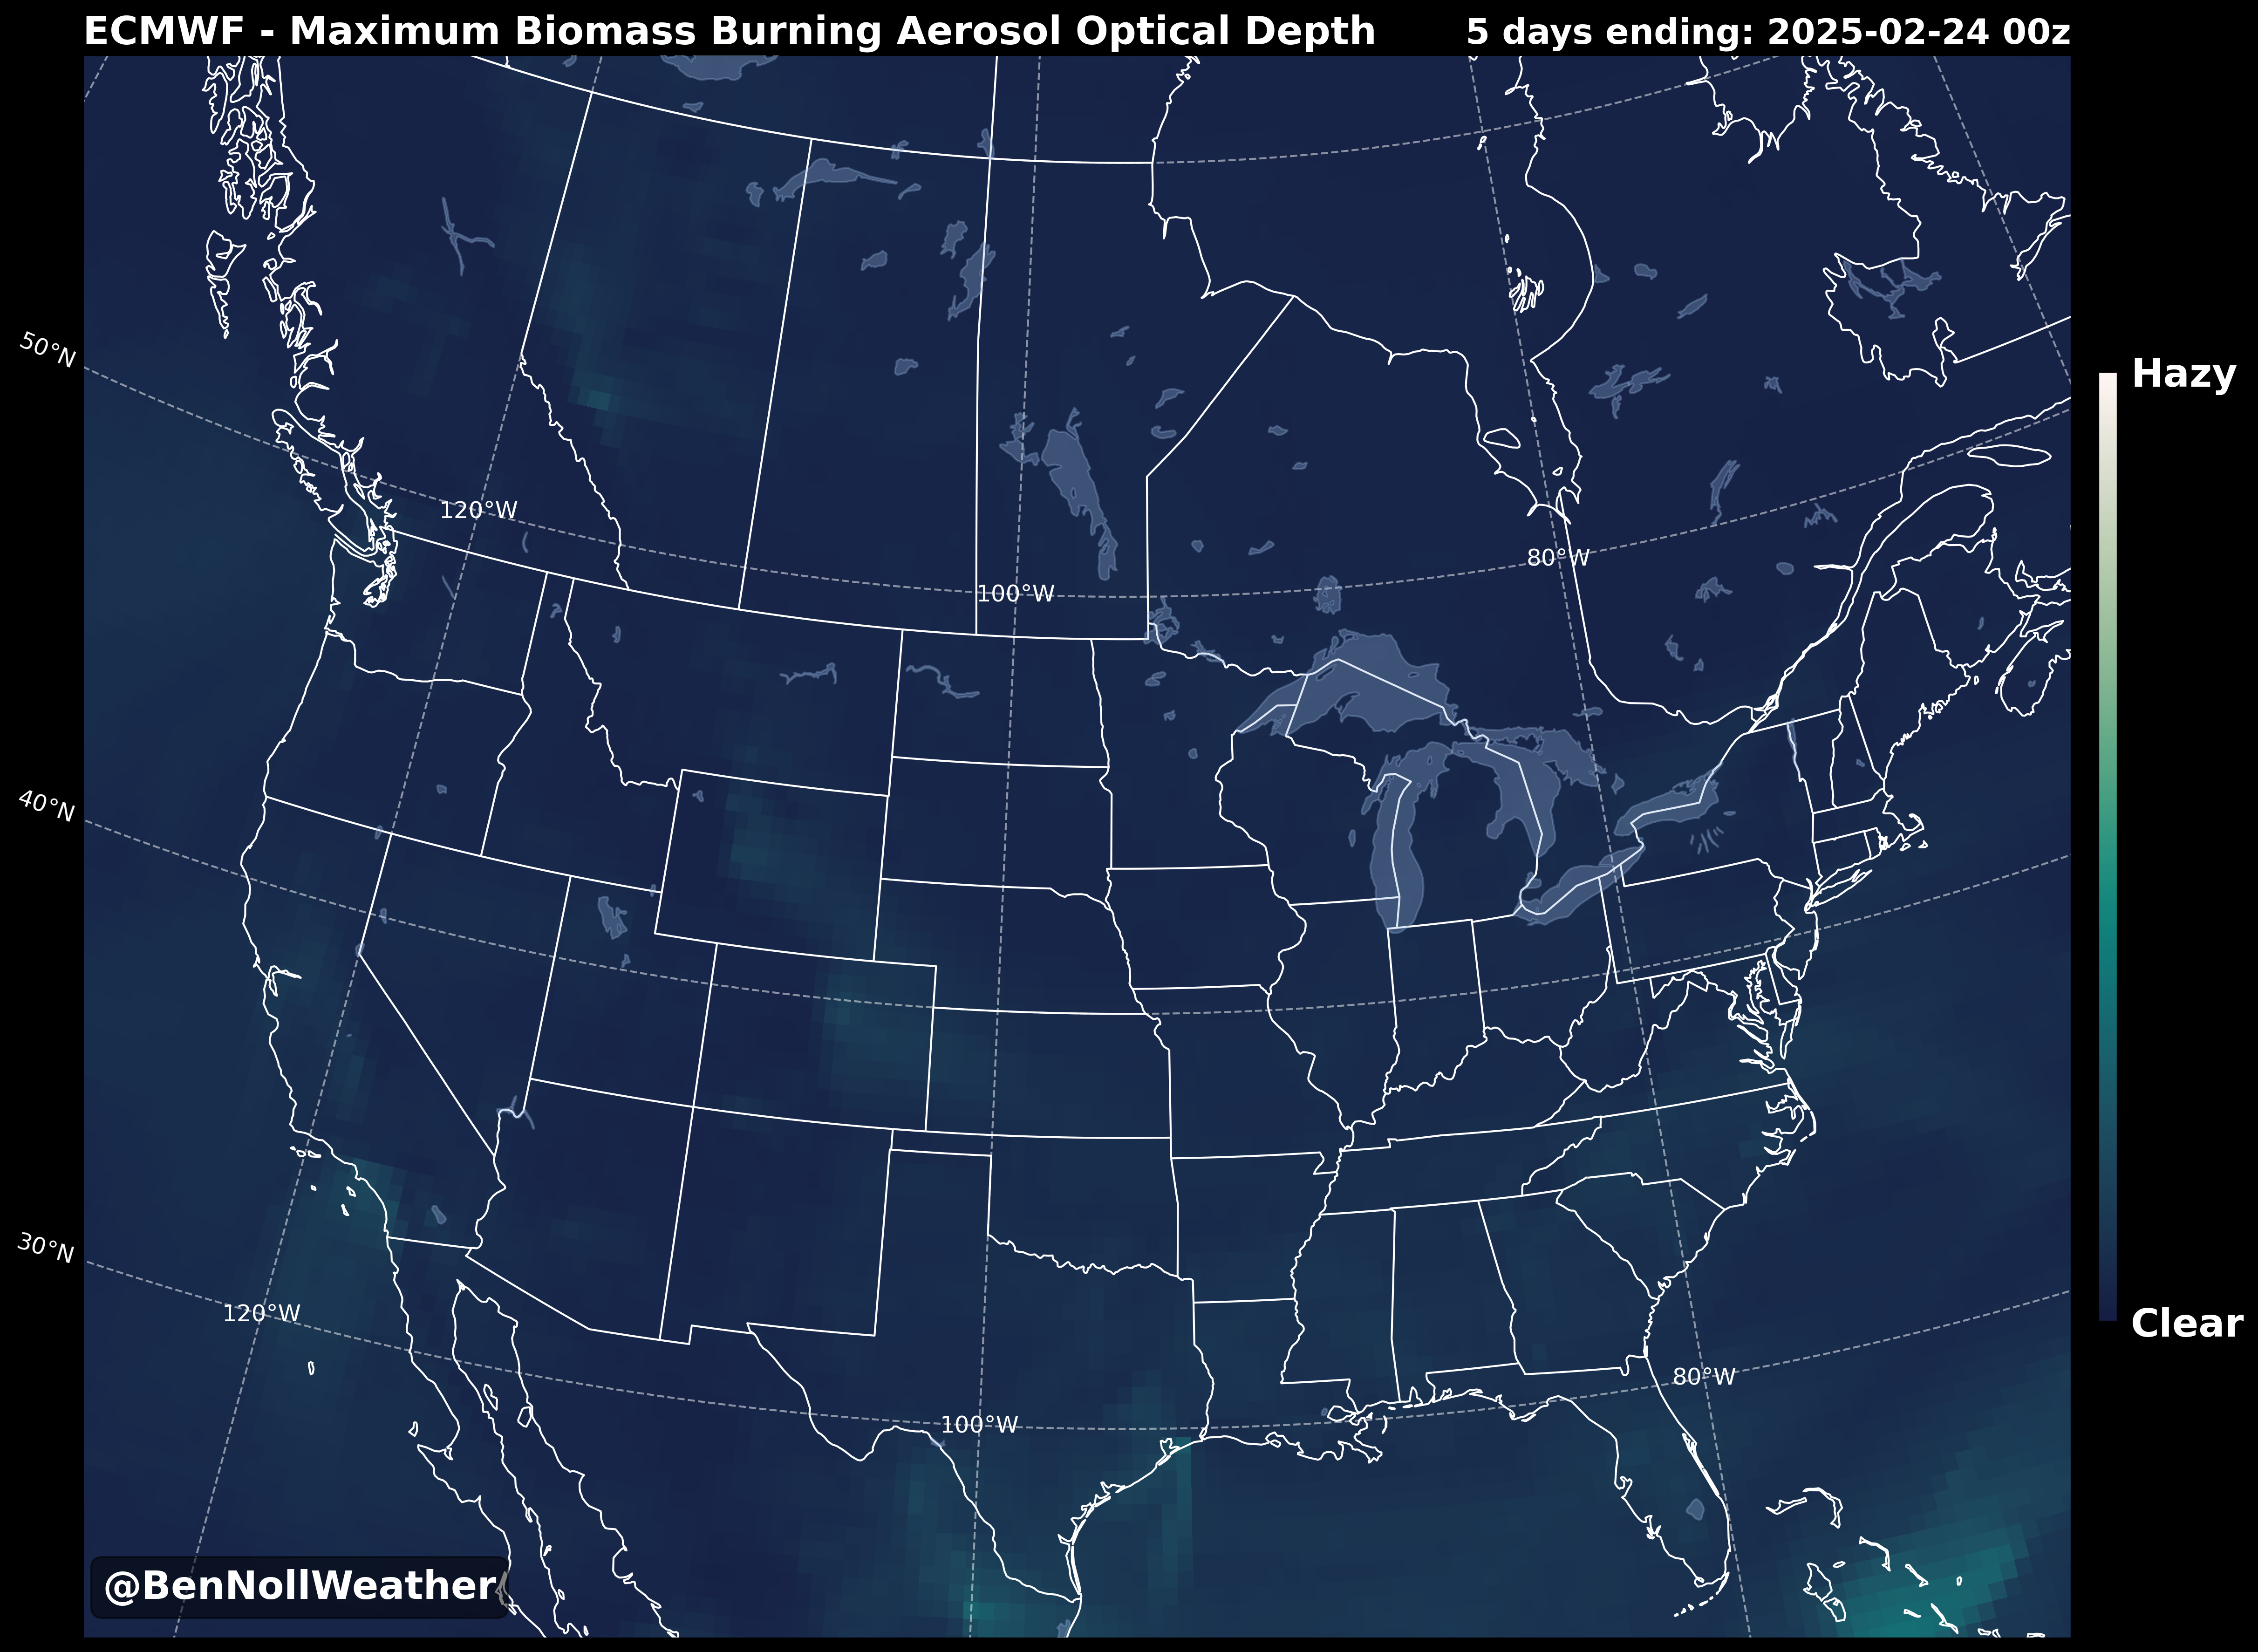 ECMWF - Maximum Biomass Burning Aerosol Optical Depth
5 days ending: 2025-02-24 00z
50°N
Hazy
120°W
80°W
100°W
40°N
30°N
120°W
Clear
80°W
100°W
@BenNollWeather